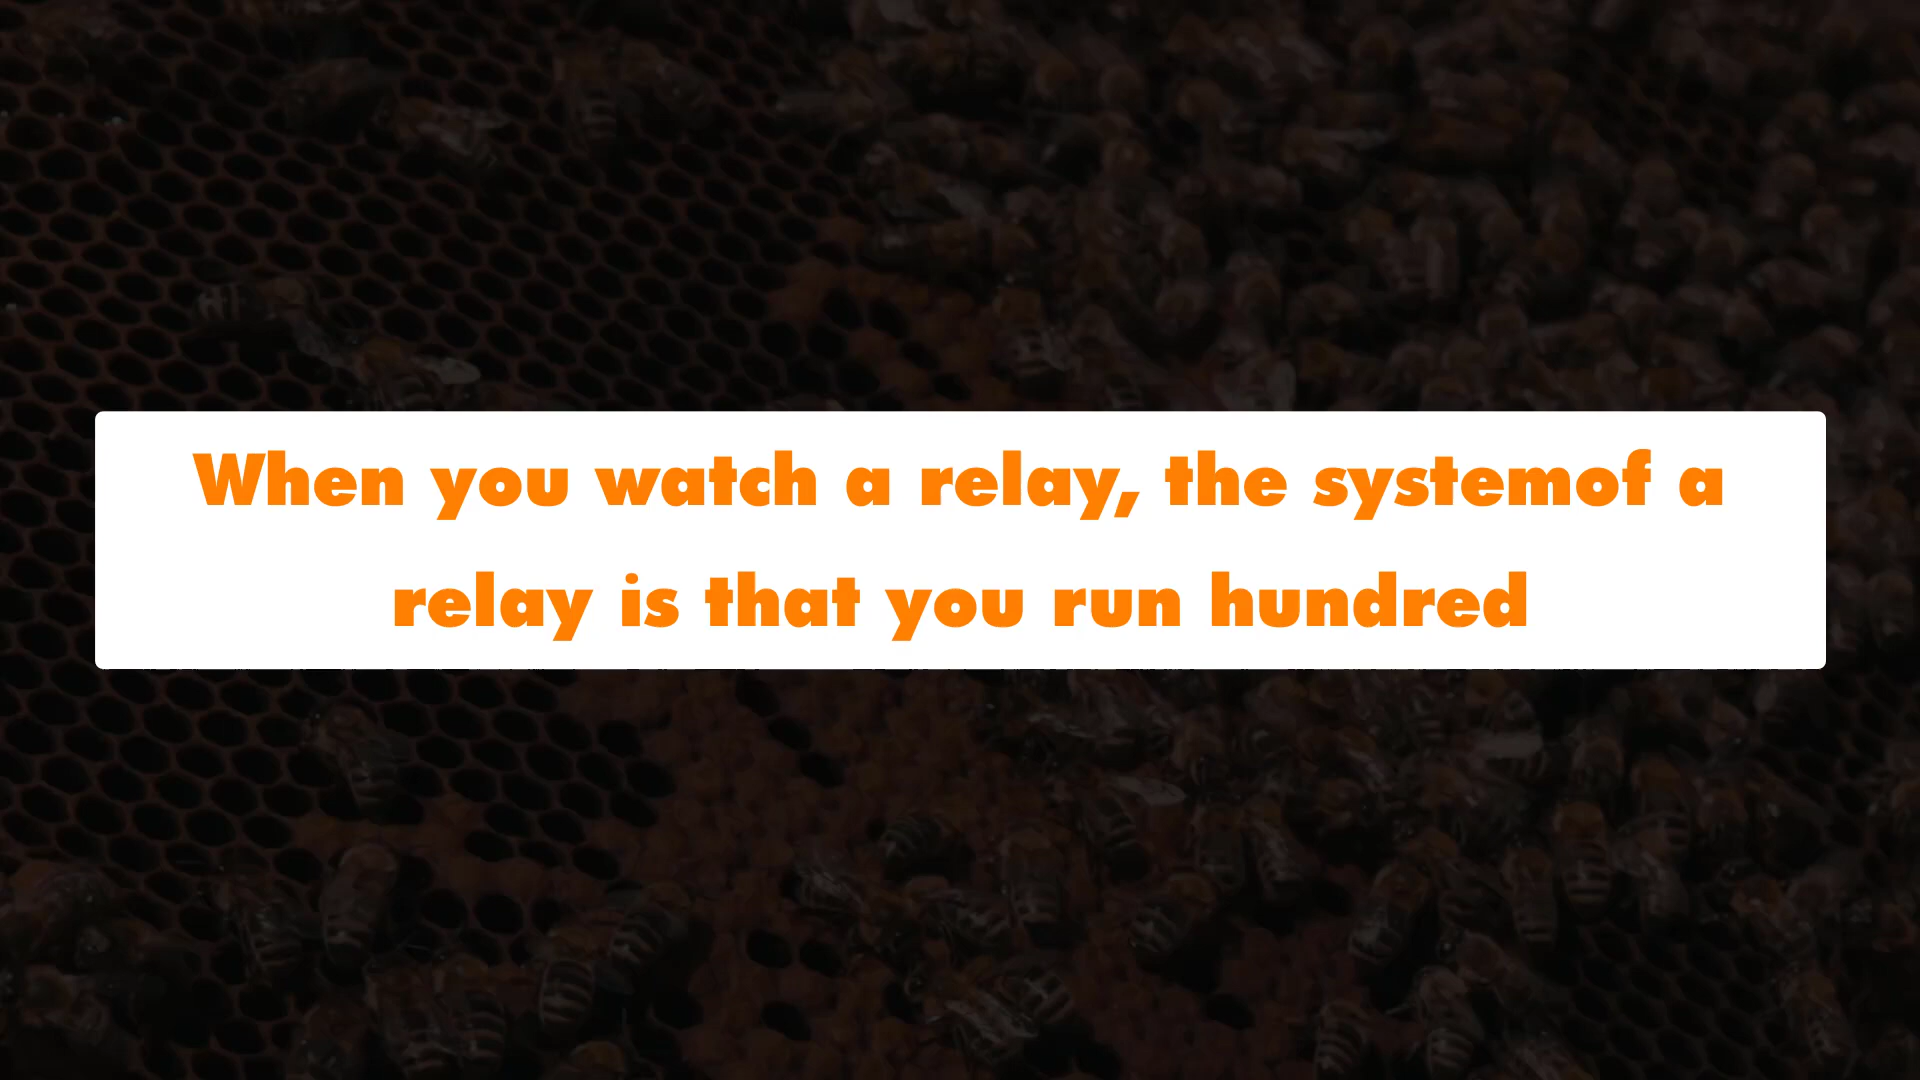 When you watch a relay, the systemof a
relay is that you run hundred